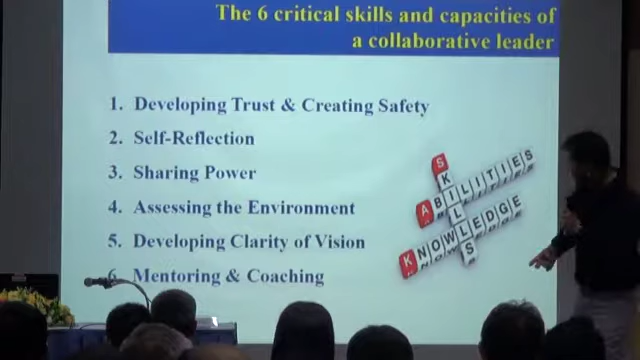 The 6 critical skills and capacities of
a collaborative leader
1. Developing Trust & Creating Safety
2. Self-Reflection
3. Sharing Power
4. Assessing the Environment
5. Developing Clarity of Vision
6. Mentoring & Coaching
SKILLS
ABILITIES
KNOWLEDGE